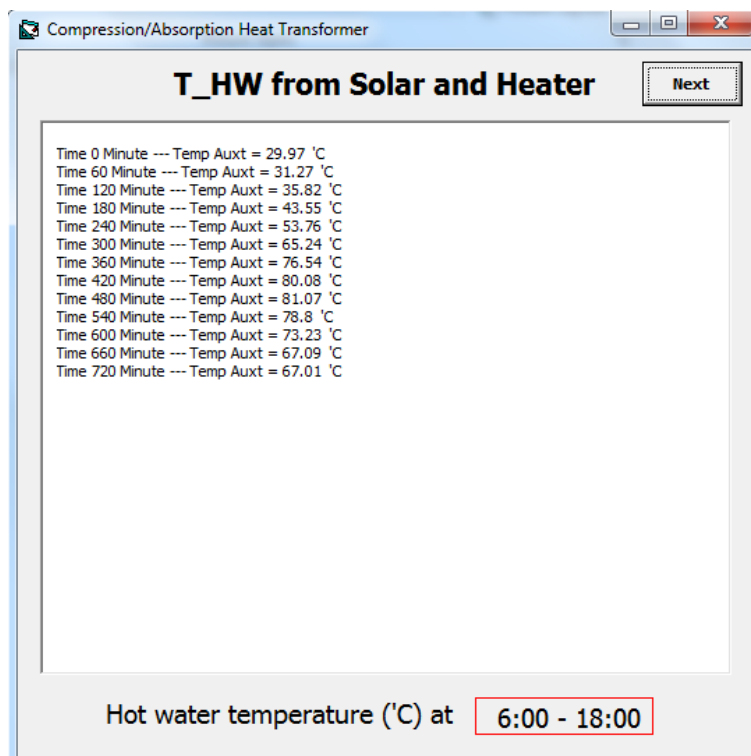 Compression/Absorption Heat Transformer
T_HW from Solar and Heater
Next
Time 0 Minute --- Temp Auxt = 29.97 'C
Time 60 Minute --- Temp Auxt = 31.27 'C
Time 120 Minute --- Temp Auxt = 35.82 'C
Time 180 Minute --- Temp Auxt = 43.55 'C
Time 240 Minute --- Temp Auxt = 53.76 'C
Time 300 Minute --- Temp Auxt = 65.24 'C
Time 360 Minute --- Temp Auxt = 76.54 'C
Time 420 Minute --- Temp Auxt = 80.08 'C
Time 480 Minute --- Temp Auxt = 81.07 'C
Time 540 Minute --- Temp Auxt = 78.8 'C
Time 600 Minute --- Temp Auxt = 73.23 'C
Time 660 Minute --- Temp Auxt = 67.09 'C
Time 720 Minute --- Temp Auxt = 67.01 'C
Hot water temperature ('C) at 6:00 - 18:00